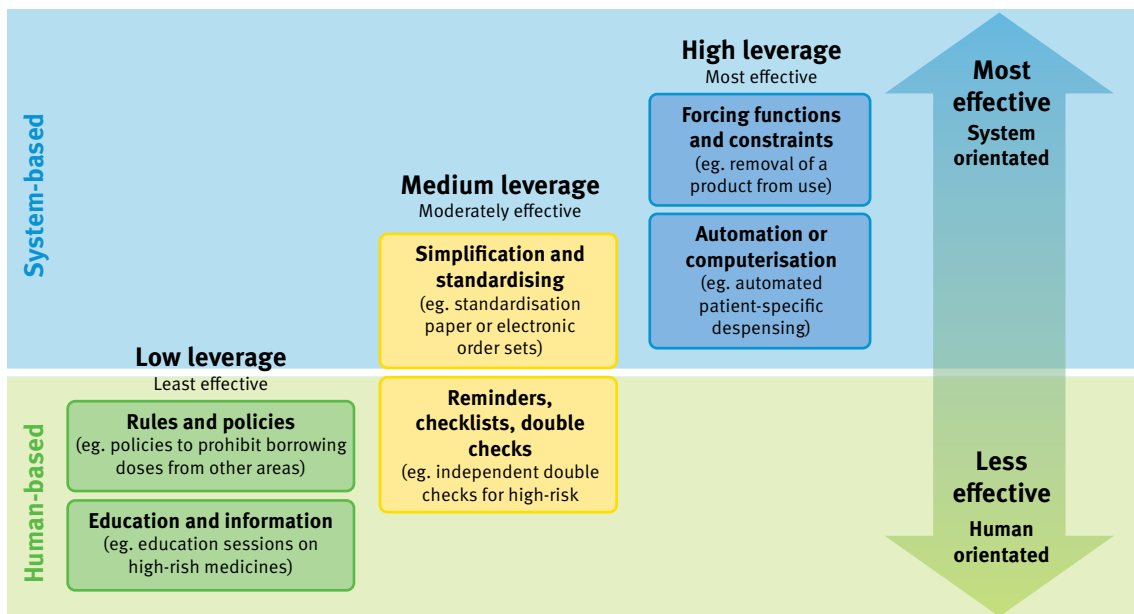 System-based
High leverage
Most effective
Forcing functions
and constraints
(eg. removal of a
product from use)
Automation or
computerisation
(eg. automated
patient-specific
despensing)
Medium leverage
Moderately effective
Simplification and
standardising
(eg. standardisation
paper or electronic
order sets)
Reminders,
checklists, double
checks
(eg. independent double
checks for high-risk
Low leverage
Least effective
Human-based
Rules and policies
(eg. policies to prohibit borrowing
doses from other areas)
Education and information
(eg. education sessions on
high-rish medicines)
Most
effective
System
orientated
Less
effective
Human
orientated